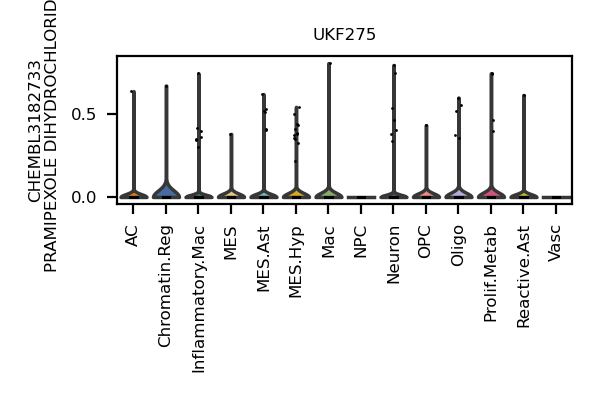 UKF275
CHEMBL3182733
PRAMIPEXOLE DIHYDROCHLORID
0.5
0.0
AC
Chromatin.Reg
Inflammatory.Mac
MES
MES.Ast
MES.Hyp
Mac
NPC
Neuron
OPC
Oligo
Prolif.Metab
Reactive.Ast
Vasc